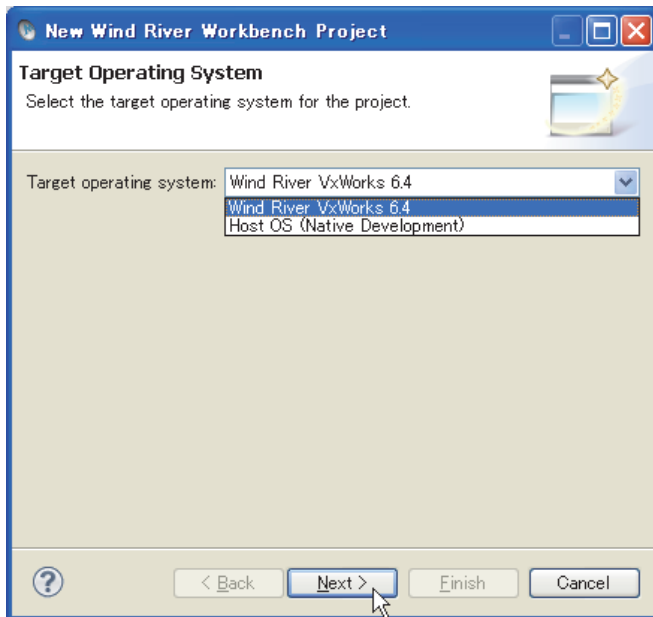 New Wind River Workbench Project
Target Operating System
Select the target operating system for the project.
Target operating system: Wind River VxWorks 6.4
Wind River VxWorks 6.4
Host OS (Native Development)
? < Back Next > Finish Cancel